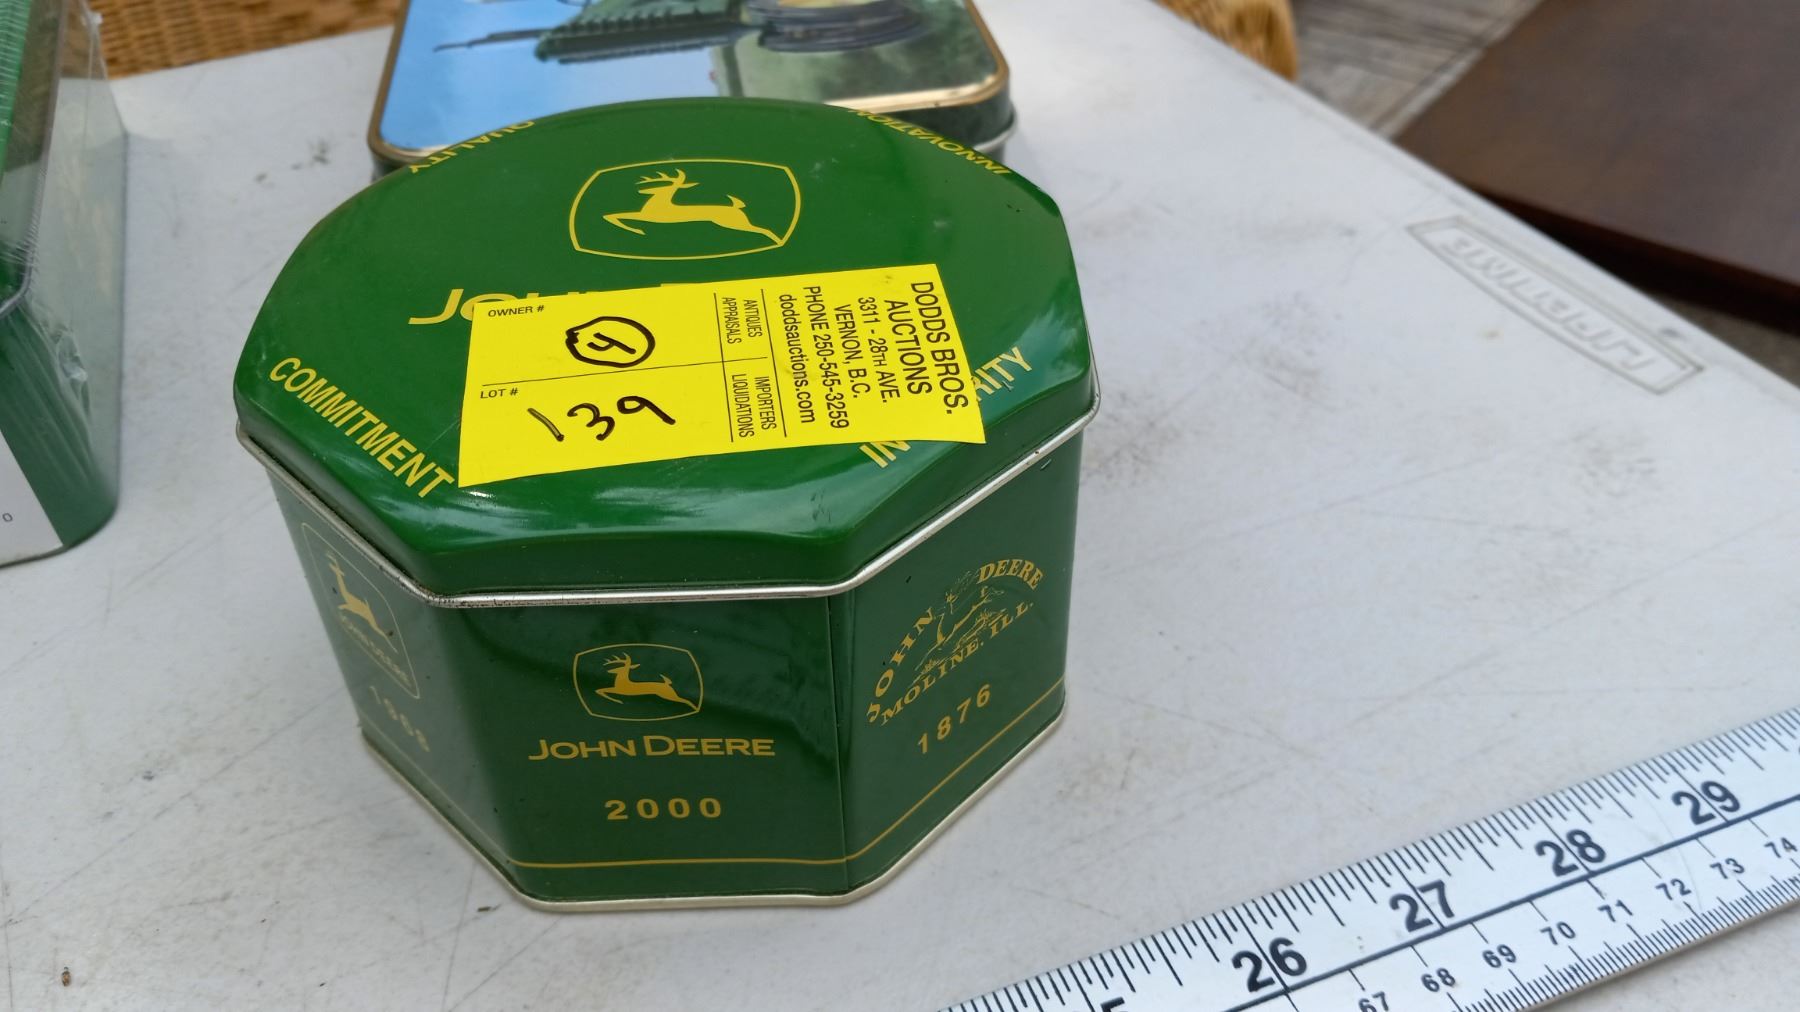 QUALITY
INNOVATION
COMMITMENT
OWNER #
4
LOT #
139
ANTIQUES
APPRAISALS
IMPORTERS
LIQUIDATIONS
DODDS BROS.
AUCTIONS
3311 - 28TH AVE.
VERNON, B.C.
PHONE 250-545-3259
doddsauctions.com
JOHN DEERE
JOHN DEERE
2000
JOHN DEERE
MOLINE, ILL.
1876
LIFETIME
26
27
28
29
67
68
69
70
71
72
73
74